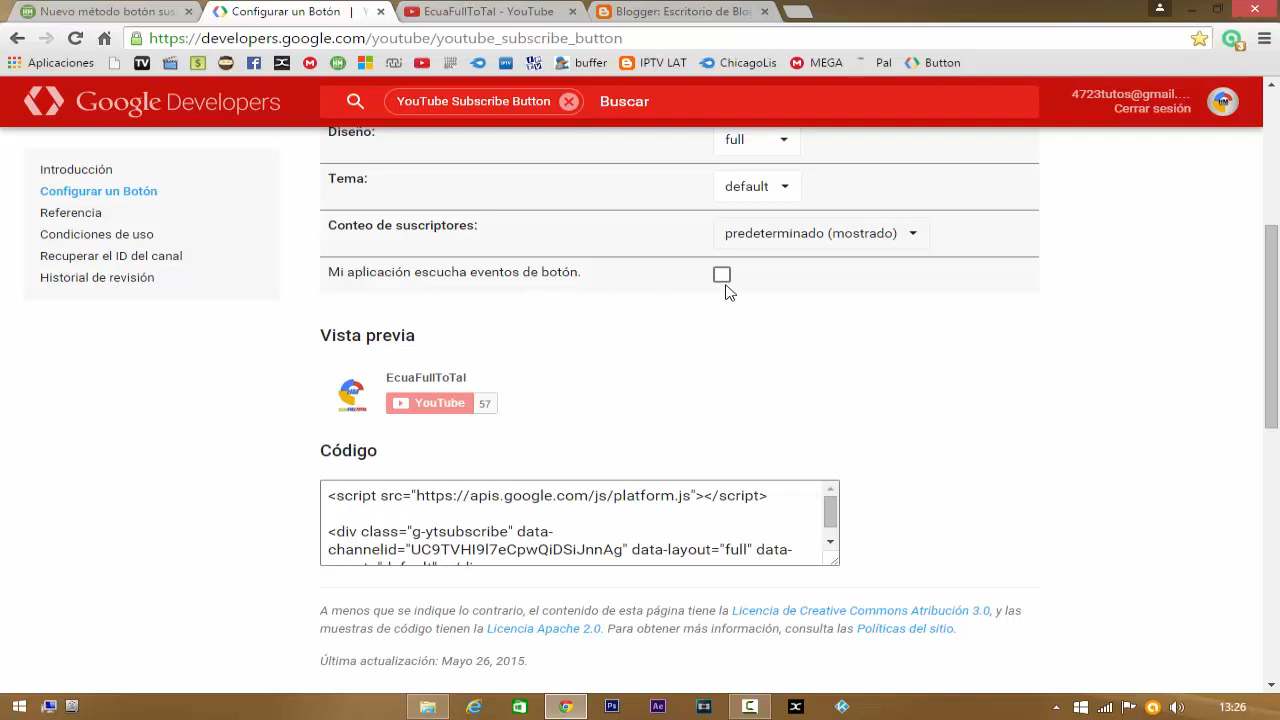 Nuevo método botón sus
Configurar un Botón | Y
EcuaFullToTal - YouTube
Blogger: Escritorio de Blo
https://developers.google.com/youtube/youtube_subscribe_button
Aplicaciones
buffer
IPTV LAT
ChicagoLis
MEGA
Pal
Button
Google Developers
YouTube Subscribe Button
Buscar
4723tutos@gmail....
Cerrar sesión
Introducción
Configurar un Botón
Referencia
Condiciones de uso
Recuperar el ID del canal
Historial de revisión
Diseño:
full
Tema:
default
Conteo de suscriptores:
predeterminado (mostrado)
Mi aplicación escucha eventos de botón.
Vista previa
EcuaFullToTal
YouTube
57
Código
<script src="https://apis.google.com/js/platform.js"></script>
<div class="g-ytsubscribe" data-
channelid="UC9TVHI9l7eCpwQiDSiJnnAg" data-layout="full" data-
A menos que se indique lo contrario, el contenido de esta página tiene la Licencia de Creative Commons Atribución 3.0, y las
muestras de código tienen la Licencia Apache 2.0. Para obtener más información, consulta las Políticas del sitio.
Última actualización: Mayo 26, 2015.
13:26